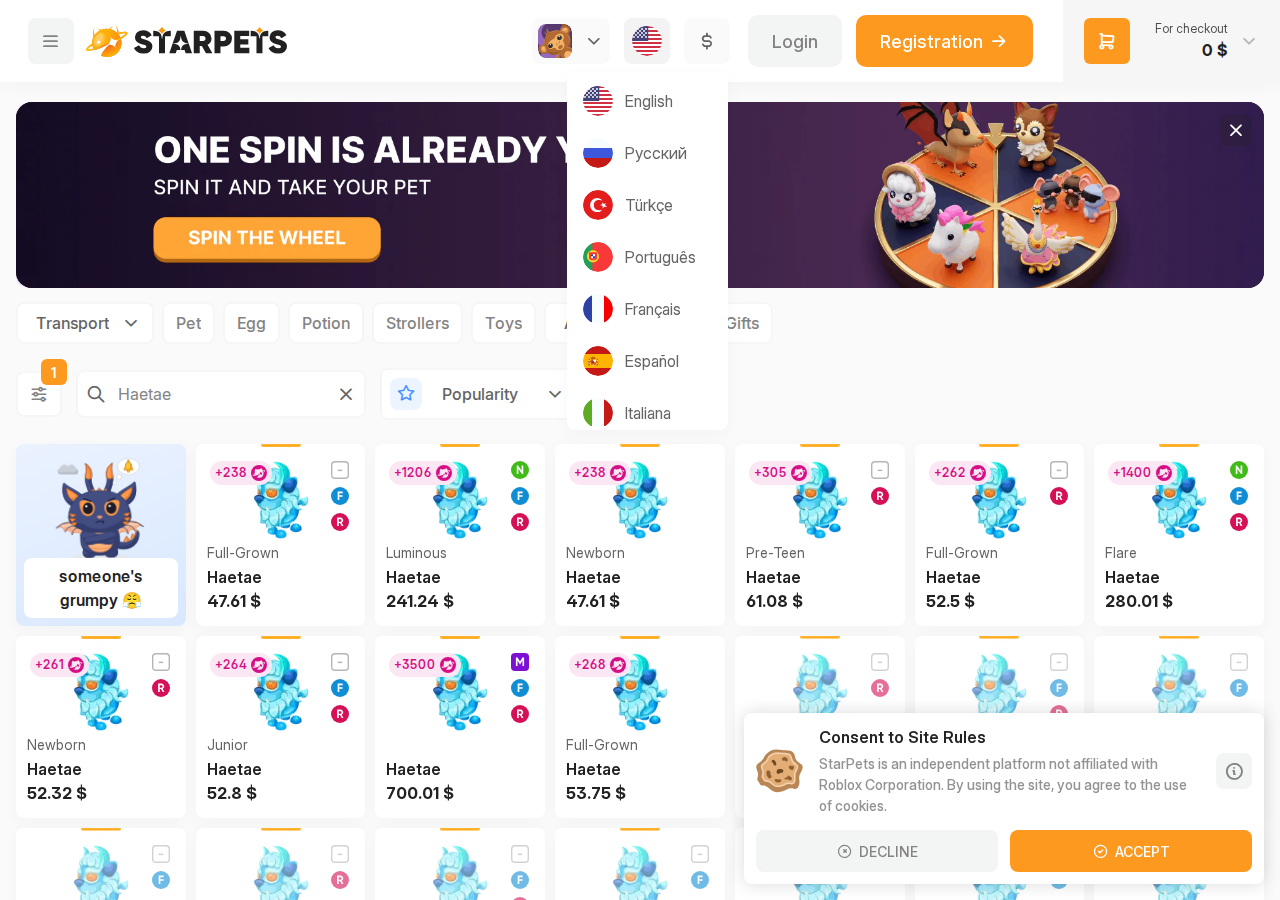 STARPETS
$
Login
Registration
For checkout
0 $
English
Русский
Türkçe
Português
Français
Español
Italiana
ONE SPIN IS ALREADY
SPIN IT AND TAKE YOUR PET
SPIN THE WHEEL
Transport
Pet
Egg
Potion
Strollers
Toys
Gifts
1
Haetae
Popularity
someone's
grumpy
+238
-
F
R
Full-Grown
Haetae
47.61 $
+1206
N
F
R
Luminous
Haetae
241.24 $
+238
Newborn
Haetae
47.61 $
+305
-
R
Pre-Teen
Haetae
61.08 $
+262
-
R
Full-Grown
Haetae
52.5 $
+1400
N
F
R
Flare
Haetae
280.01 $
+261
-
R
Newborn
Haetae
52.32 $
+264
-
F
R
Junior
Haetae
52.8 $
+3500
M
F
R
Haetae
700.01 $
+268
Full-Grown
Haetae
53.75 $
-
R
-
F
R
-
F
Consent to Site Rules
StarPets is an independent platform not affiliated with
Roblox Corporation. By using the site, you agree to the use
of cookies.
DECLINE
ACCEPT
-
F
-
R
-
F
-
F